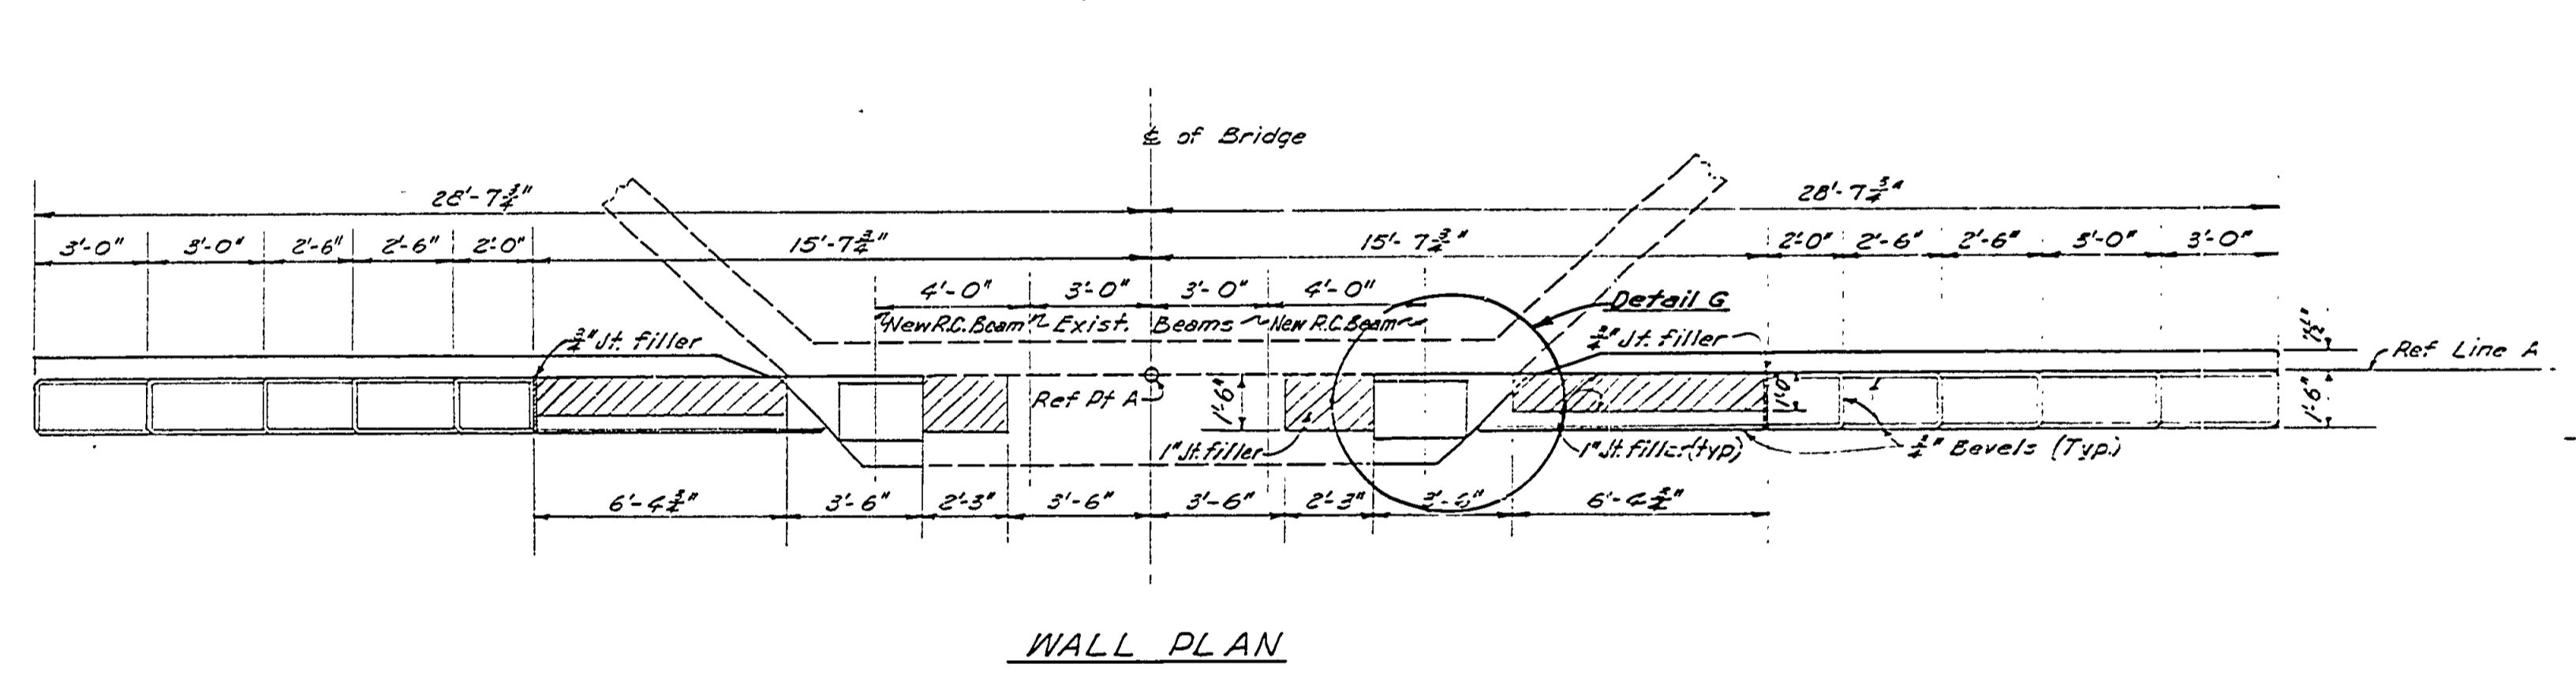 ℄ of Bridge
28'-7¾" 28'-7¾"
3'-0" 3'-0" 2'-6" 2'-6" 2'-0" 15'-7¾" 15'-7¾" 2'-0" 2'-6" 2'-6" 3'-0" 3'-0"
4'-0" 3'-0" 3'-0" 4'-0"
Detail G
New R.C. Beam Exist. Beams New R.C. Beam
¾" Jt. filler
¾" Jt. filler
1½"
Ref Line A
Ref Pt A
1'-6"
1'-0"
1'-6"
1" Jt. filler
1" Jt. filler (typ)
¾" Bevels (Typ.)
6'-4¾" 3'-6" 2'-3" 3'-6" 3'-6" 2'-3" 3'-6" 6'-4¾"
WALL PLAN